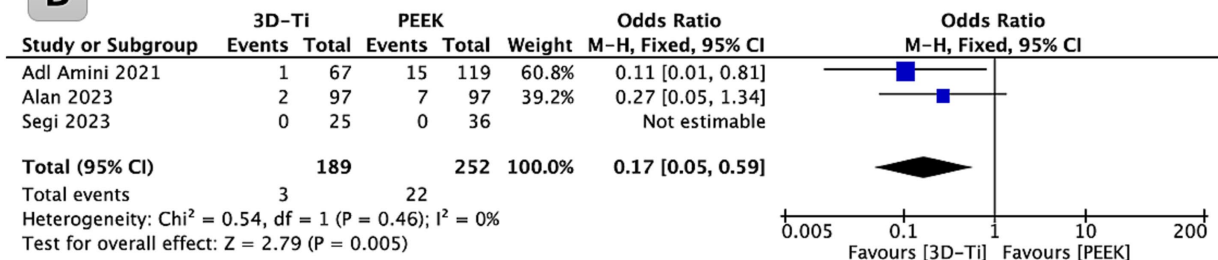 D
3D-Ti PEEK Odds Ratio Odds Ratio
Study or Subgroup Events Total Events Total Weight M-H, Fixed, 95% CI M-H, Fixed, 95% CI
Adl Amini 2021 1 67 15 119 60.8% 0.11 [0.01, 0.81]
Alan 2023 2 97 7 97 39.2% 0.27 [0.05, 1.34]
Segi 2023 0 25 0 36 Not estimable
Total (95% CI) 189 252 100.0% 0.17 [0.05, 0.59]
Total events 3 22
Heterogeneity: Chi² = 0.54, df = 1 (P = 0.46); I² = 0%
Test for overall effect: Z = 2.79 (P = 0.005)
0.005 0.1 1 10 200
Favours [3D-Ti] Favours [PEEK]